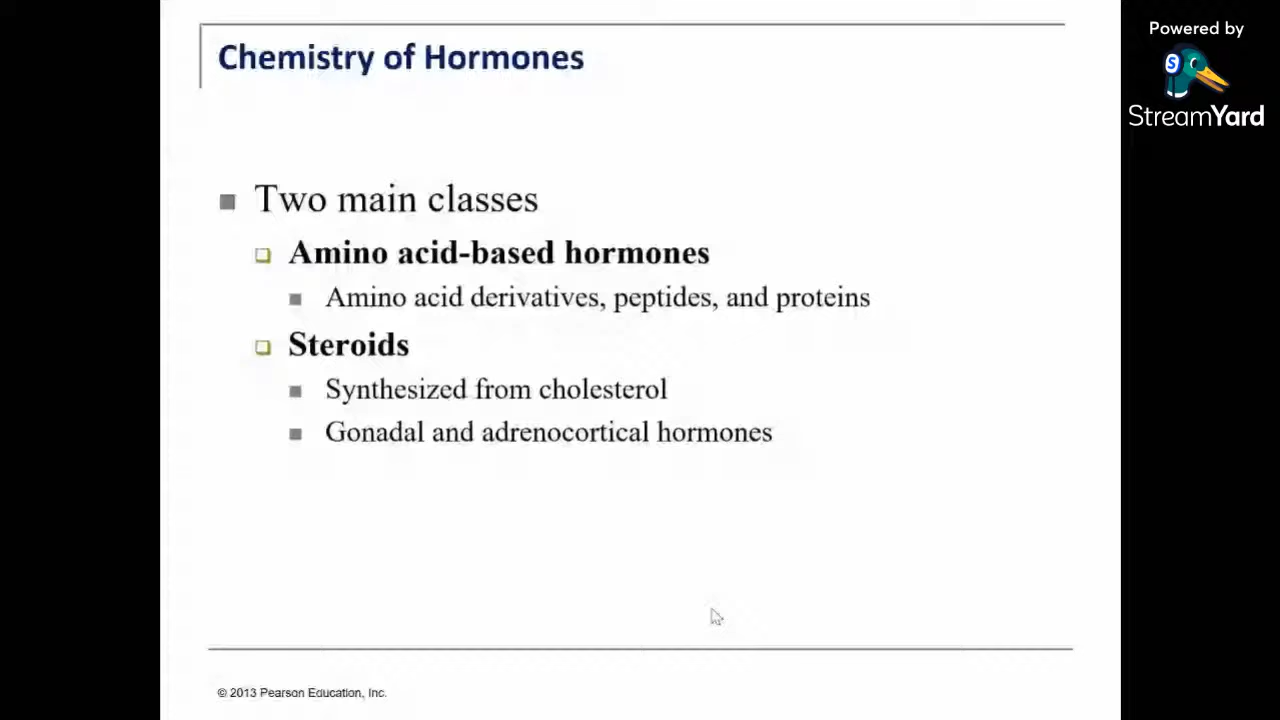 Chemistry of Hormones
Powered by
StreamYard
Two main classes
Amino acid-based hormones
Amino acid derivatives, peptides, and proteins
Steroids
Synthesized from cholesterol
Gonadal and adrenocortical hormones
© 2013 Pearson Education, Inc.